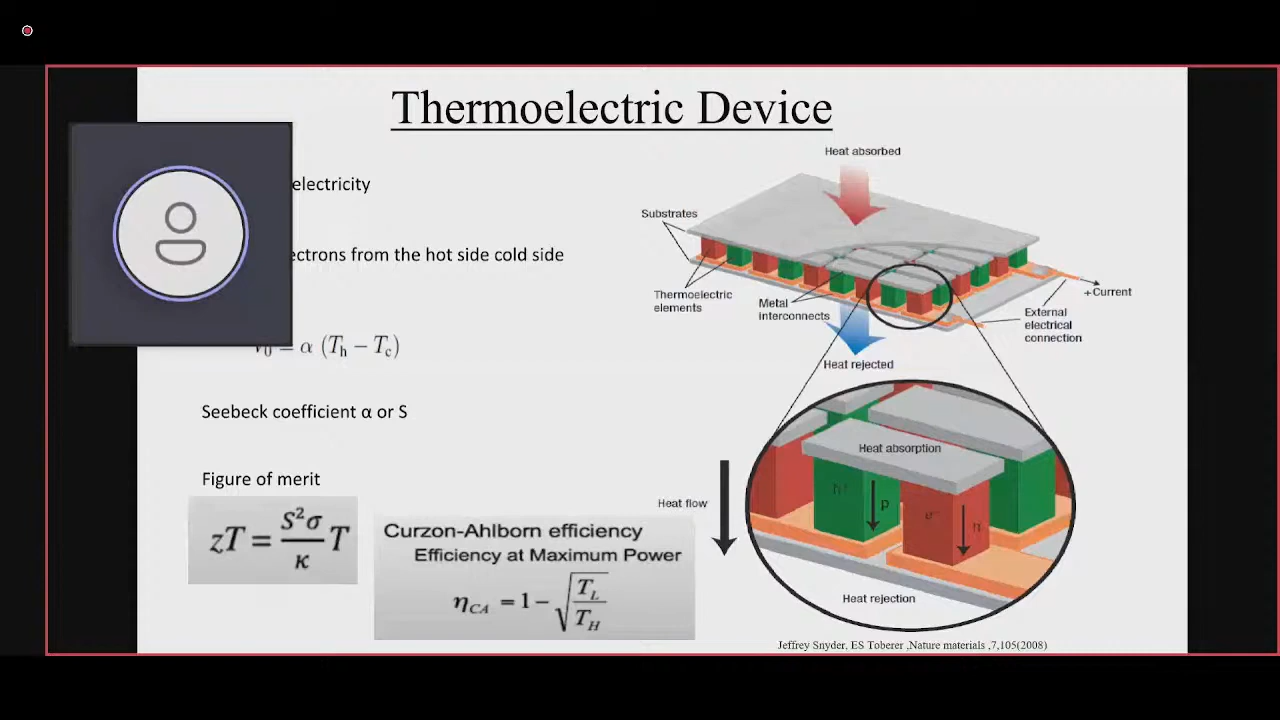 Thermoelectric Device
electricity
ectrons from the hot side cold side
V₀ = α (Tₕ − T꜀)
Seebeck coefficient α or S
Figure of merit
zT = S²σ/κ T
Curzon-Ahlborn efficiency
Efficiency at Maximum Power
η_CA = 1 − √(T_L/T_H)
Heat absorbed
Substrates
Thermoelectric
elements
Metal
interconnects
+Current
External
electrical
connection
Heat rejected
Heat absorption
Heat flow
h⁺
p
e⁻
n
Heat rejection
Jeffrey Snyder, ES Toberer ,Nature materials ,7,105(2008)